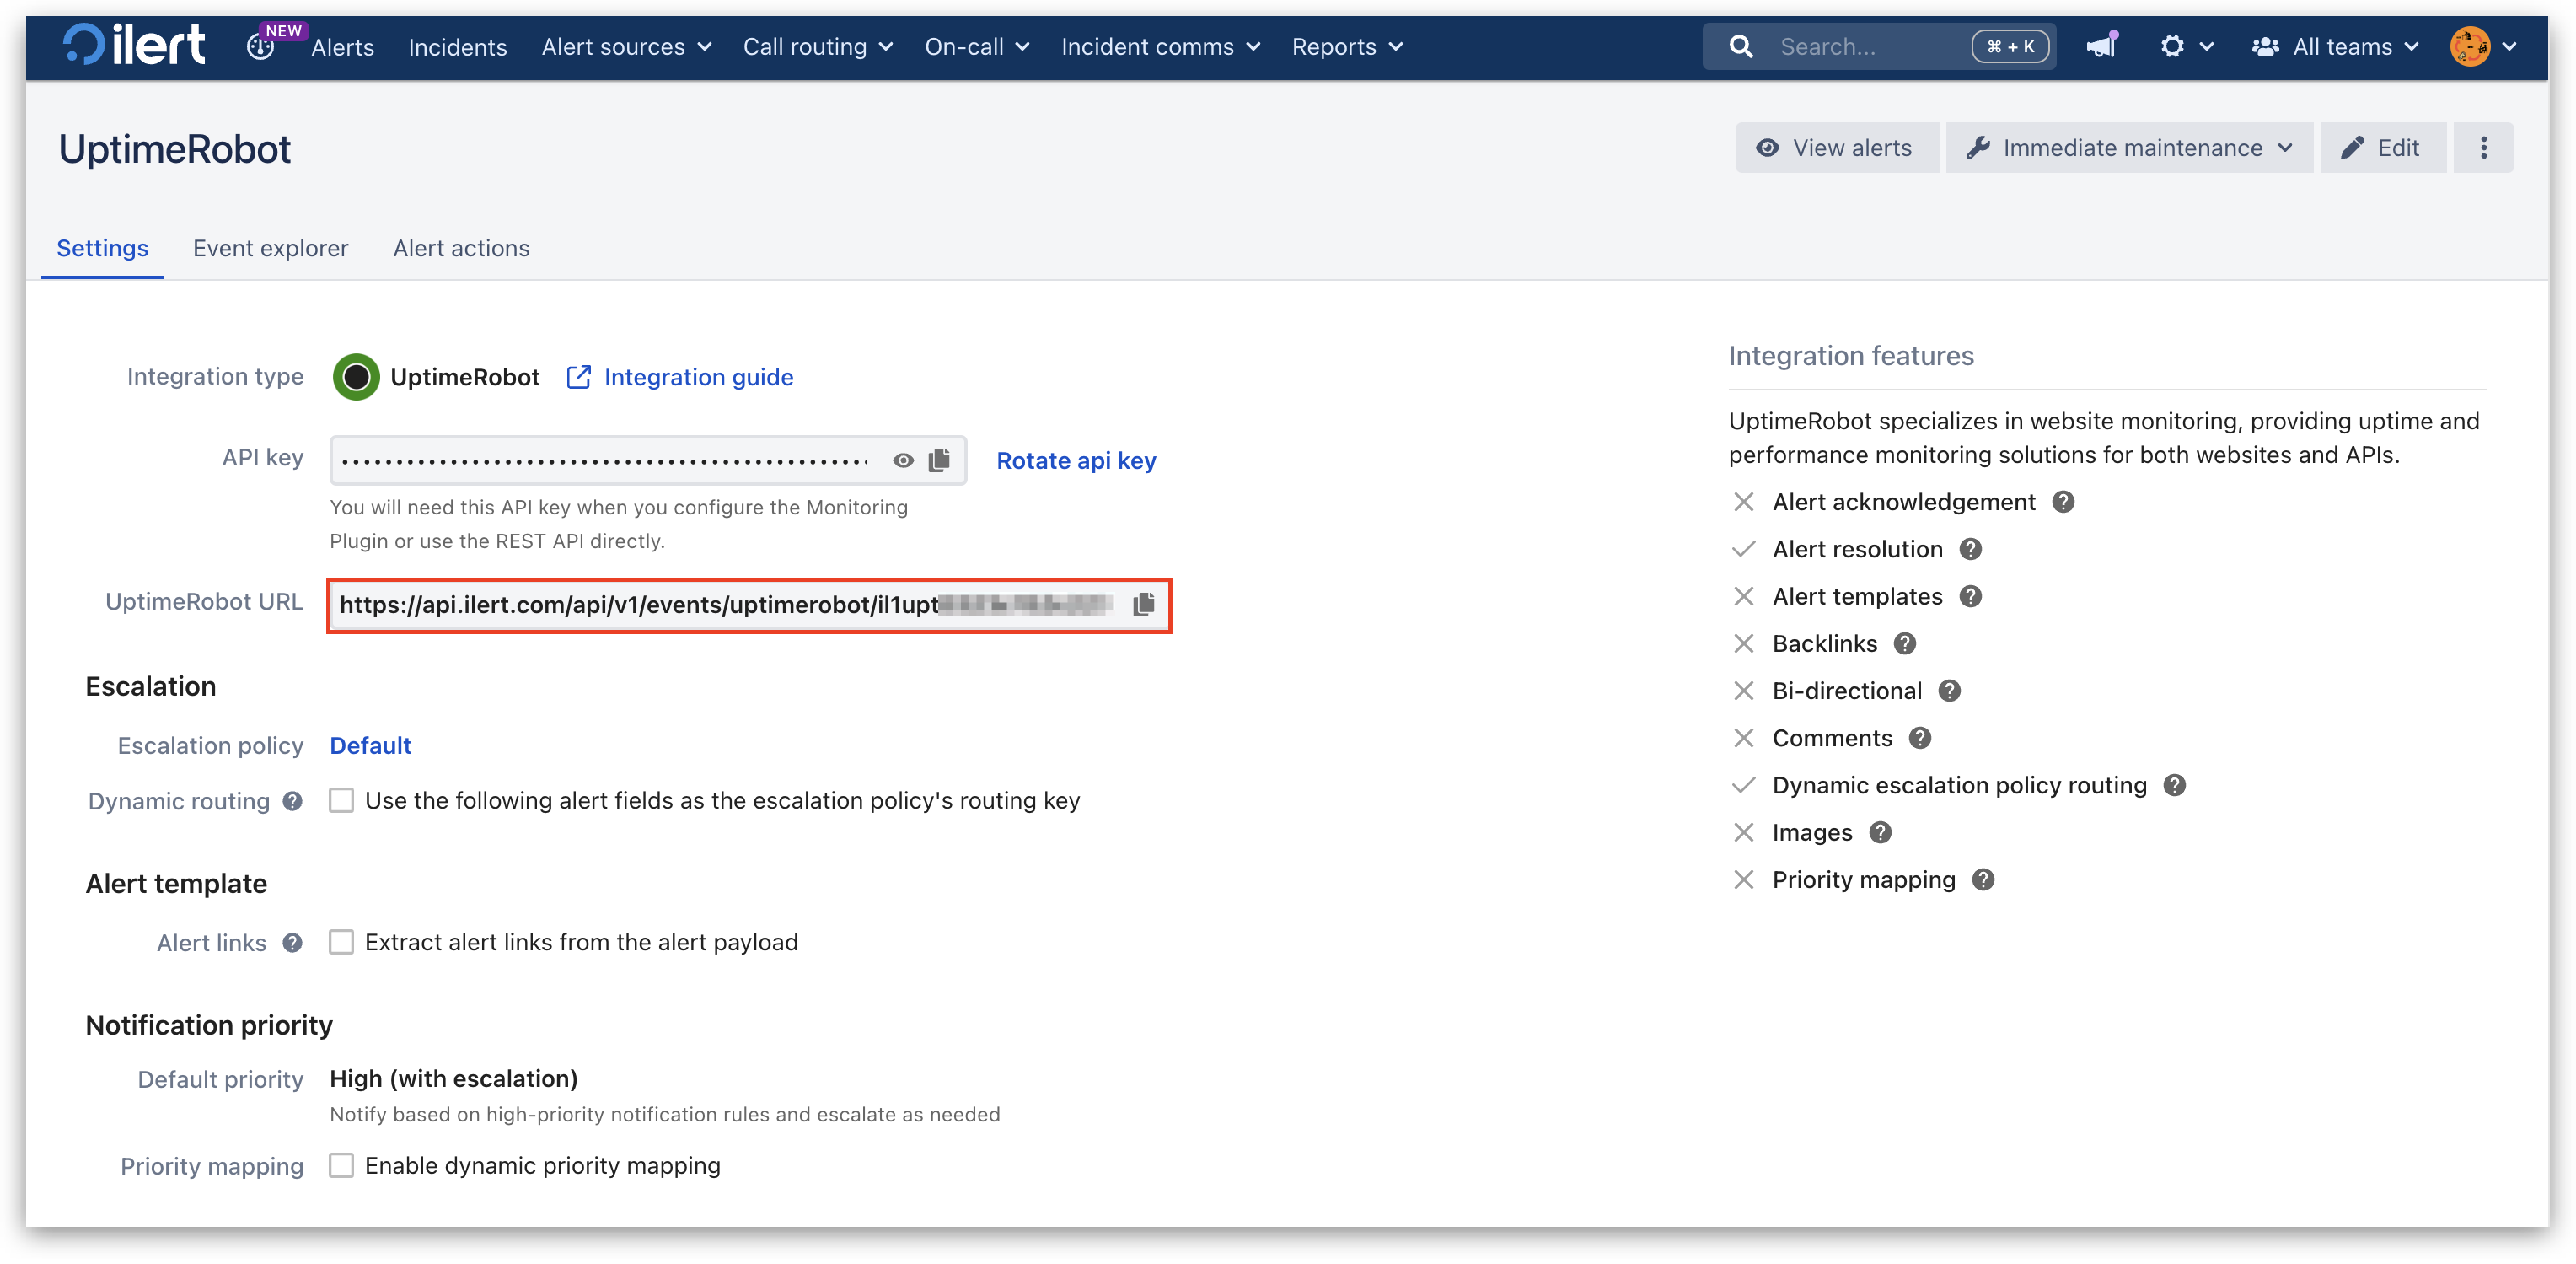 ilert NEW Alerts Incidents Alert sources Call routing On-call Incident comms Reports Search... ⌘ + K All teams
UptimeRobot View alerts Immediate maintenance Edit
Settings Event explorer Alert actions
Integration type UptimeRobot Integration guide
API key Rotate api key
You will need this API key when you configure the Monitoring
Plugin or use the REST API directly.
UptimeRobot URL https://api.ilert.com/api/v1/events/uptimerobot/il1upt
Escalation
Escalation policy Default
Dynamic routing ? Use the following alert fields as the escalation policy's routing key
Alert template
Alert links ? Extract alert links from the alert payload
Notification priority
Default priority High (with escalation)
Notify based on high-priority notification rules and escalate as needed
Priority mapping Enable dynamic priority mapping
Integration features
UptimeRobot specializes in website monitoring, providing uptime and
performance monitoring solutions for both websites and APIs.
Alert acknowledgement ?
Alert resolution ?
Alert templates ?
Backlinks ?
Bi-directional ?
Comments ?
Dynamic escalation policy routing ?
Images ?
Priority mapping ?